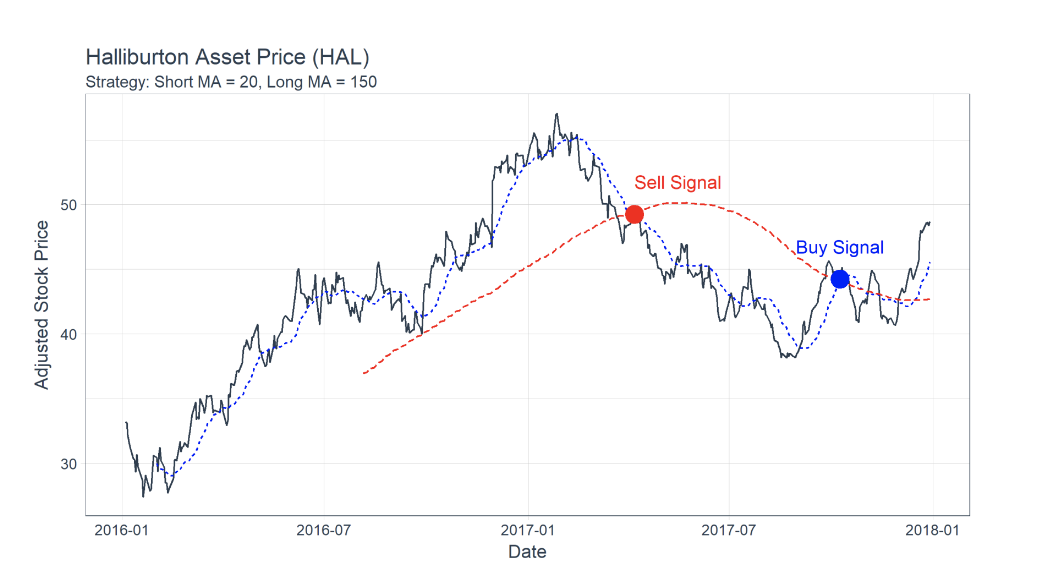 Halliburton Asset Price (HAL)
Strategy: Short MA = 20, Long MA = 150
Adjusted Stock Price
50
40
30
Sell Signal
Buy Signal
2016-01
2016-07
2017-01
2017-07
2018-01
Date